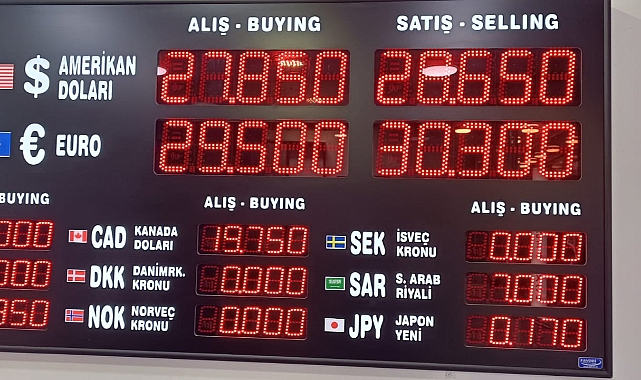 ALIŞ - BUYING SATIŞ - SELLING
$ AMERİKAN DOLARI 27.850 28.650
€ EURO 29.500 30.300
BUYING ALIŞ - BUYING ALIŞ - BUYING
CAD KANADA DOLARI 19.750 SEK İSVEÇ KRONU 0.000
DKK DANİMRK. KRONU 0.000 SAR S. ARAB RİYALİ 7.000
350 NOK NORVEÇ KRONU 0.000 JPY JAPON YENİ 0.170